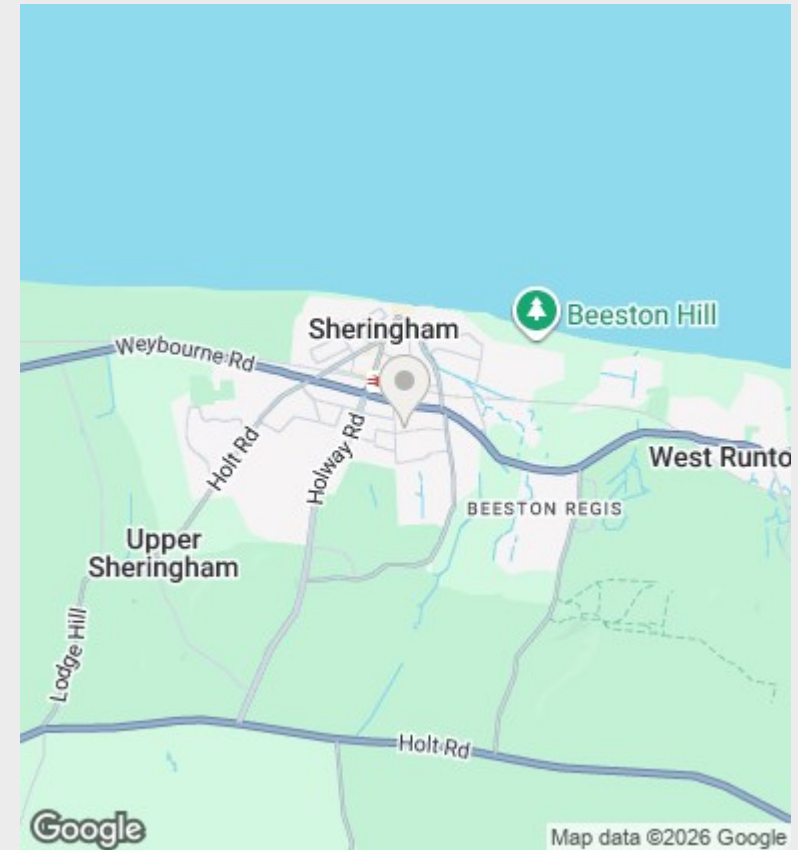 Sheringham
Beeston Hill
Weybourne Rd
Holt Rd
Holway Rd
West Runto
BEESTON REGIS
Upper
Sheringham
Lodge Hill
Holt Rd
Google
Map data ©2026 Google